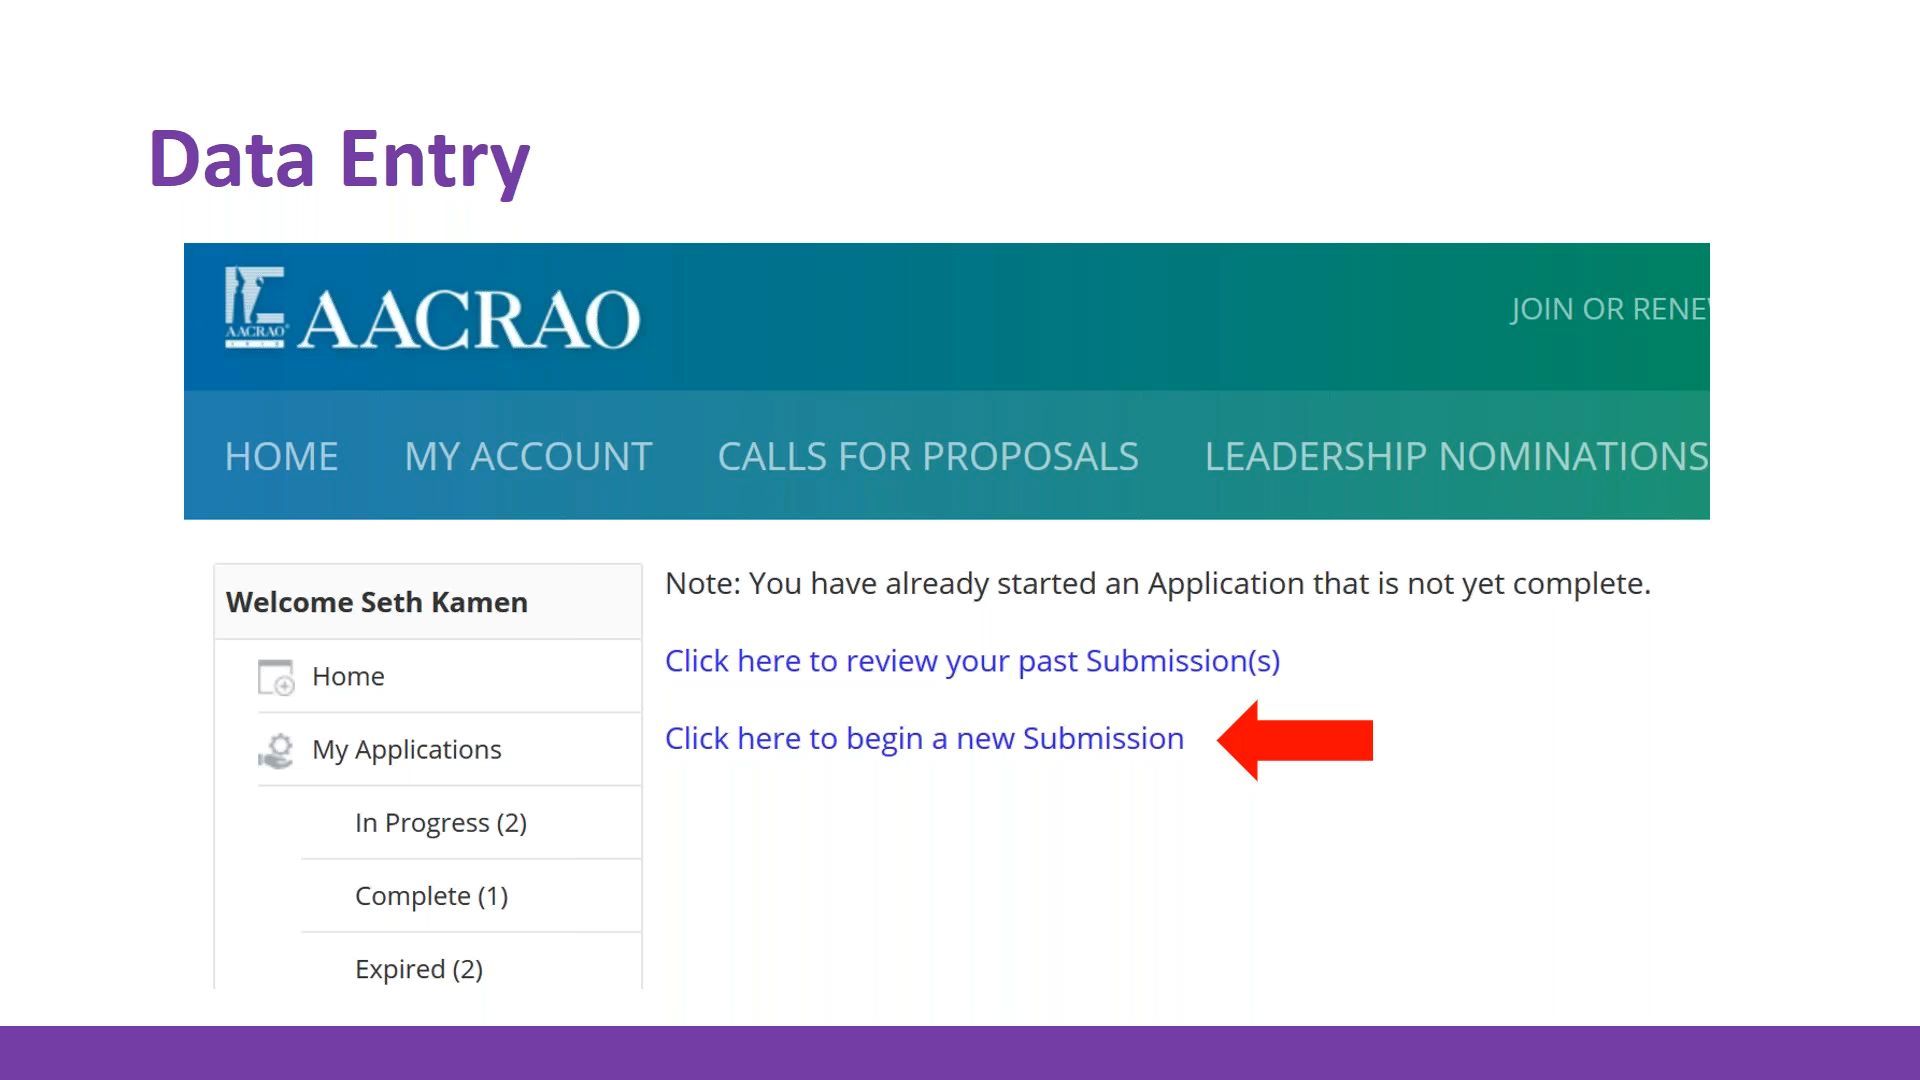 Data Entry
AACRAO
AACRAO
JOIN OR RENEW
HOME
MY ACCOUNT
CALLS FOR PROPOSALS
LEADERSHIP NOMINATIONS
Welcome Seth Kamen
Home
My Applications
In Progress (2)
Complete (1)
Expired (2)
Note: You have already started an Application that is not yet complete.
Click here to review your past Submission(s)
Click here to begin a new Submission